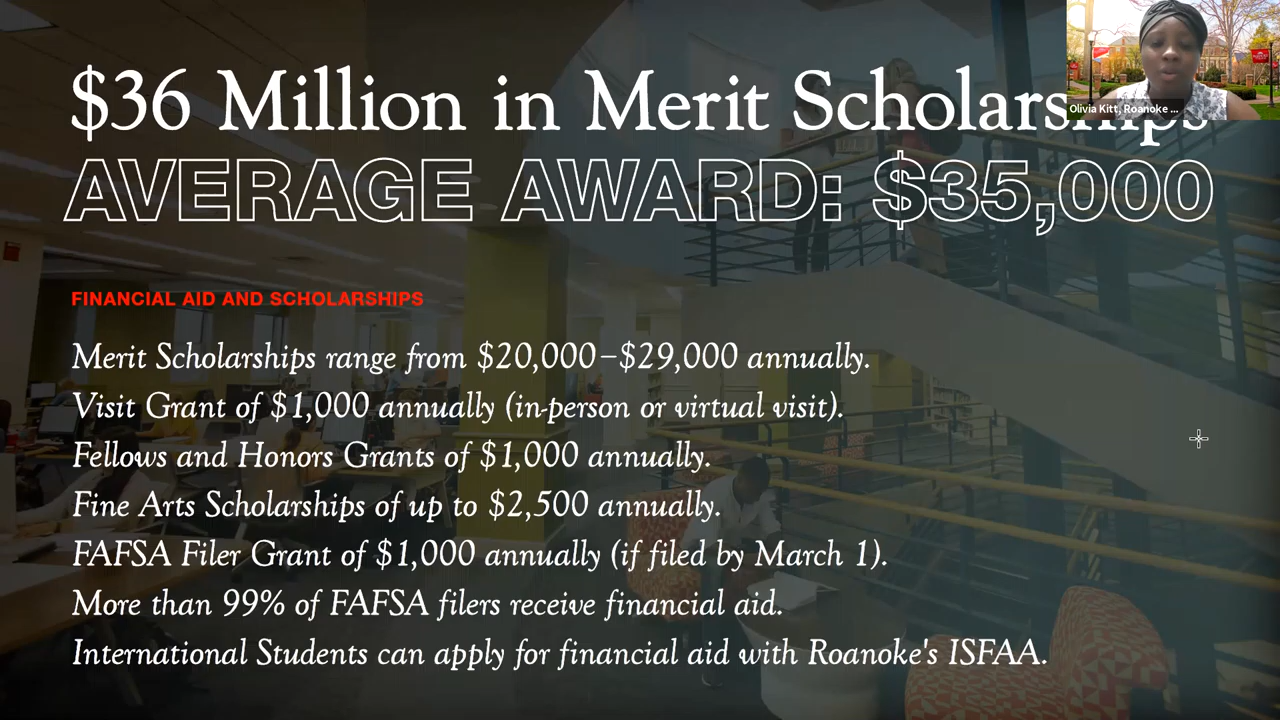 $36 Million in Merit Scholarships
AVERAGE AWARD: $35,000
Olivia Kitt, Roanoke ...
FINANCIAL AID AND SCHOLARSHIPS
Merit Scholarships range from $20,000–$29,000 annually.
Visit Grant of $1,000 annually (in-person or virtual visit).
Fellows and Honors Grants of $1,000 annually.
Fine Arts Scholarships of up to $2,500 annually.
FAFSA Filer Grant of $1,000 annually (if filed by March 1).
More than 99% of FAFSA filers receive financial aid.
International Students can apply for financial aid with Roanoke's ISFAA.